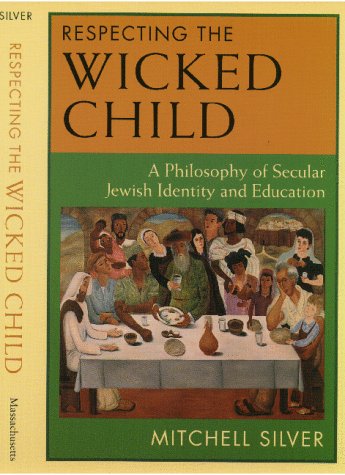 SILVER
RESPECTING THE
WICKED CHILD
Massachusetts
RESPECTING THE
WICKED
CHILD
A Philosophy of Secular
Jewish Identity and Education
MITCHELL SILVER